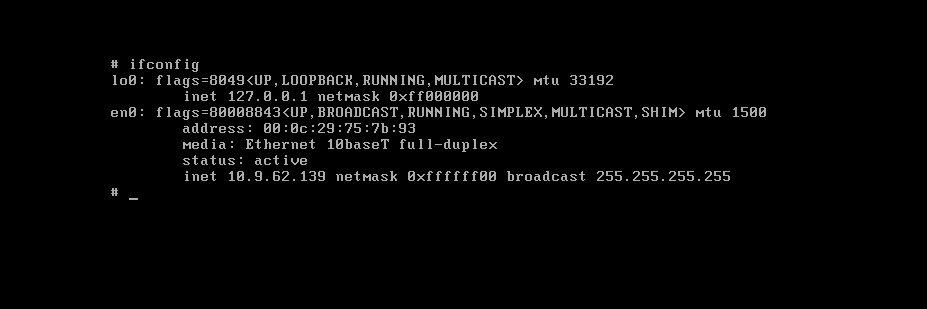 # ifconfig
lo0: flags=8049<UP,LOOPBACK,RUNNING,MULTICAST> mtu 33192
inet 127.0.0.1 netmask 0xff000000
en0: flags=80008843<UP,BROADCAST,RUNNING,SIMPLEX,MULTICAST,SHIM> mtu 1500
address: 00:0c:29:75:7b:93
media: Ethernet 10baseT full-duplex
status: active
inet 10.9.62.139 netmask 0xffffff00 broadcast 255.255.255.255
# _